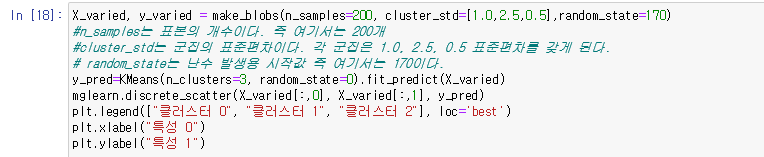 In [18]: X_varied, y_varied = make_blobs(n_samples=200, cluster_std=[1.0,2.5,0.5],random_state=170)
#n_samples는 표본의 개수이다. 즉 여기서는 200개
#cluster_std는 군집의 표준편차이다. 각 군집은 1.0, 2.5, 0.5 표준편차를 갖게 된다.
# random_state는 난수 발생용 시작값 즉 여기서는 170이다.
y_pred=KMeans(n_clusters=3, random_state=0).fit_predict(X_varied)
mglearn.discrete_scatter(X_varied[:,0], X_varied[:,1], y_pred)
plt.legend(["클러스터 0", "클러스터 1", "클러스터 2"], loc='best')
plt.xlabel("특성 0")
plt.ylabel("특성 1")